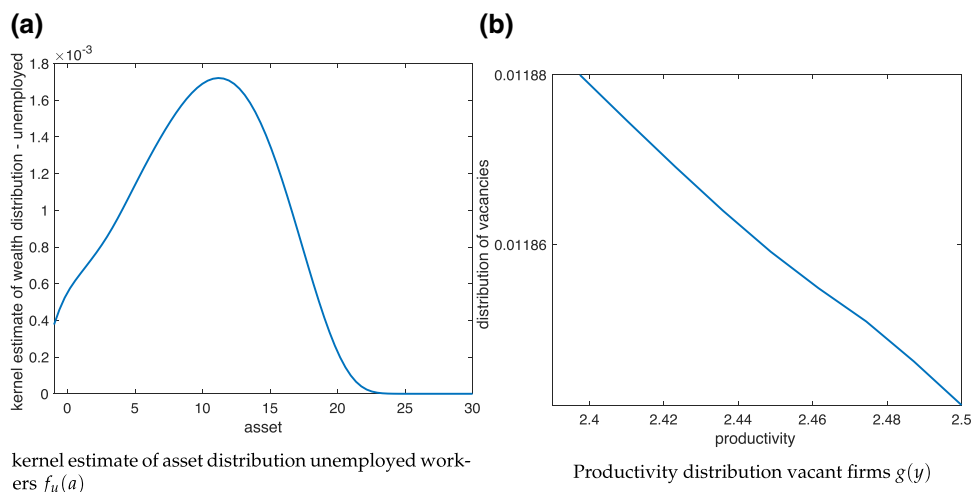 (a)
(b)
×10⁻³
1.8
1.6
1.4
1.2
1
0.8
0.6
0.4
0.2
0
kernel estimate of wealth distribution - unemployed
0 5 10 15 20 25 30
asset
kernel estimate of asset distribution unemployed work-
ers f_u(a)
0.01188
0.01186
distribution of vacancies
2.4 2.42 2.44 2.46 2.48 2.5
productivity
Productivity distribution vacant firms g(y)